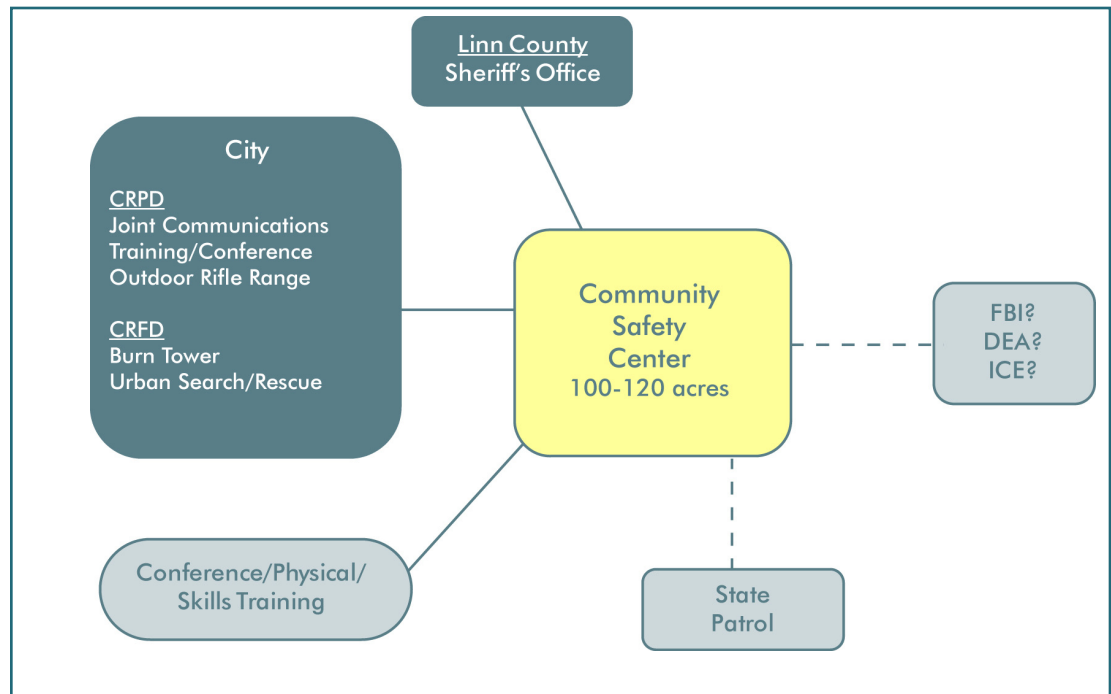 Linn County
Sheriff’s Office
City
CRPD
Joint Communications
Training/Conference
Outdoor Rifle Range
CRFD
Burn Tower
Urban Search/Rescue
Community
Safety
Center
100-120 acres
FBI?
DEA?
ICE?
Conference/Physical/
Skills Training
State
Patrol